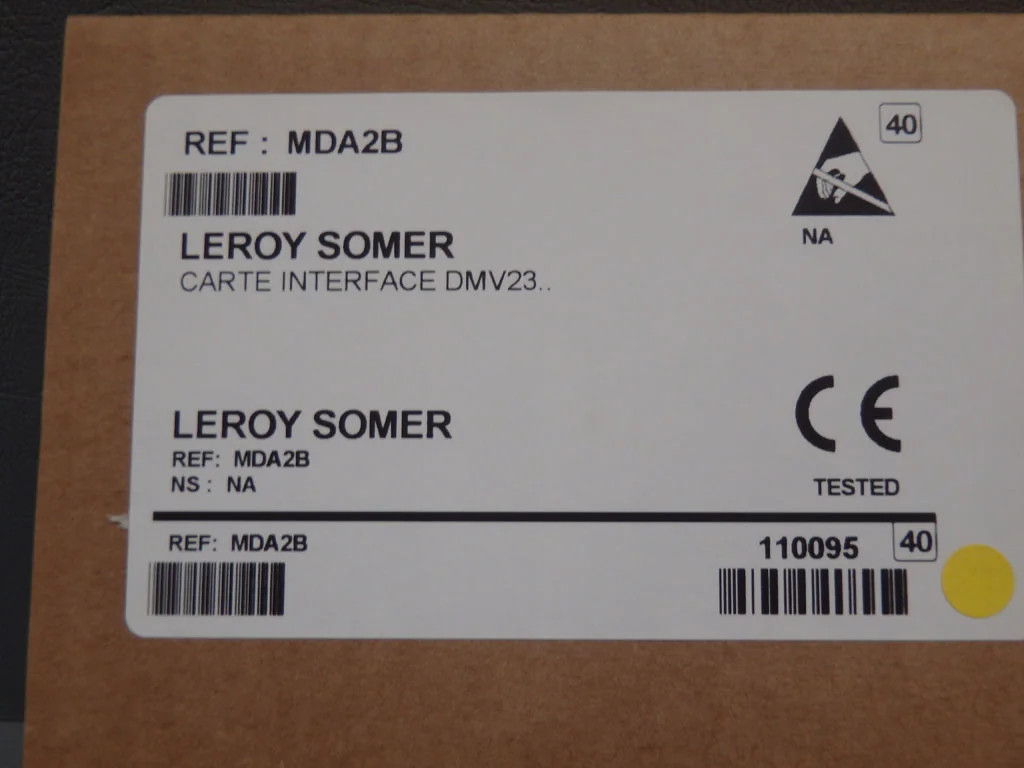 REF : MDA2B
40
NA
LEROY SOMER
CARTE INTERFACE DMV23..
LEROY SOMER
REF: MDA2B
NS : NA
CE
TESTED
REF: MDA2B
110095
40